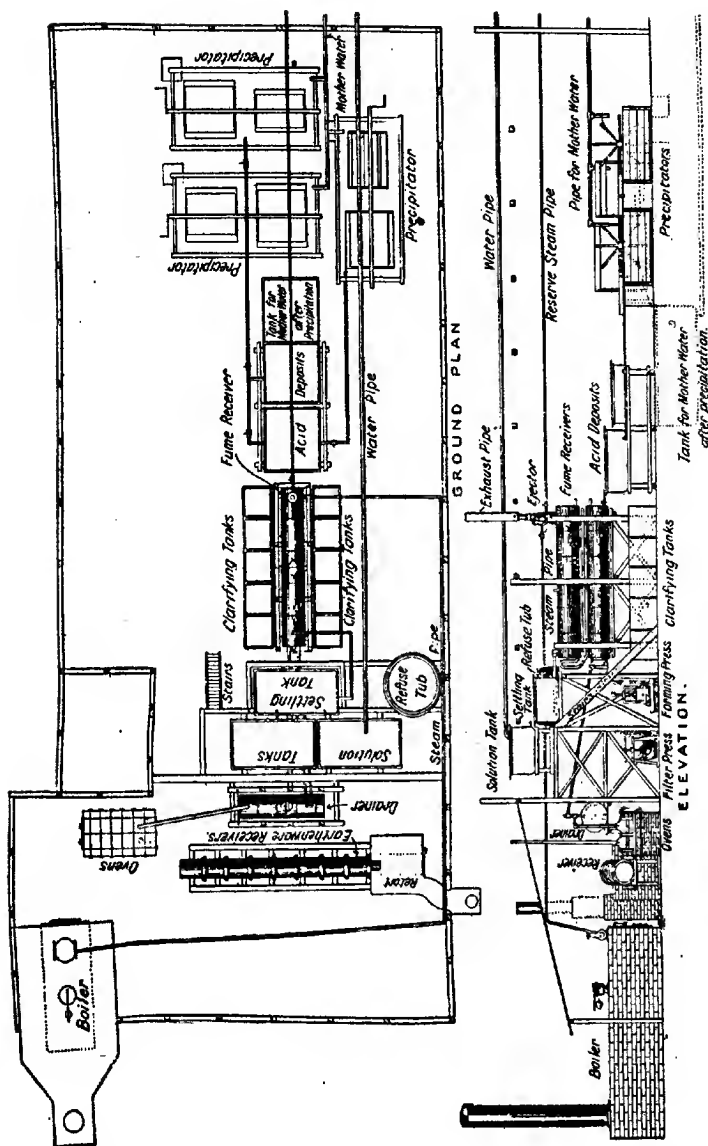 Precipitator
Precipitator
Mother Water
Precipitator
Tank for
Mother Water
after
Precipitation
Deposits
Acid
Fume Receiver
Water Pipe
Clarifying Tanks
Clarifying Tanks
Stairs
Settling
Tank
Refuse
Tub
Steam Pipe
Tanks
Solution
Drainer
Ovens
Earthenware Receivers.
Retort
Boiler
GROUND PLAN
Water Pipe
Reserve Steam Pipe
Pipe for Mother Water
Precipitators
Exhaust Pipe
Ejector
Fume Receivers
Acid Deposits
Tank for Mother Water
after precipitation.
Steam Pipe
Refuse Tub
Settling
Tank
Solution Tank
Clarifying Tanks
Forming Press
Filter Press
Ovens
Drainer
Receiver
Boiler
ELEVATION.